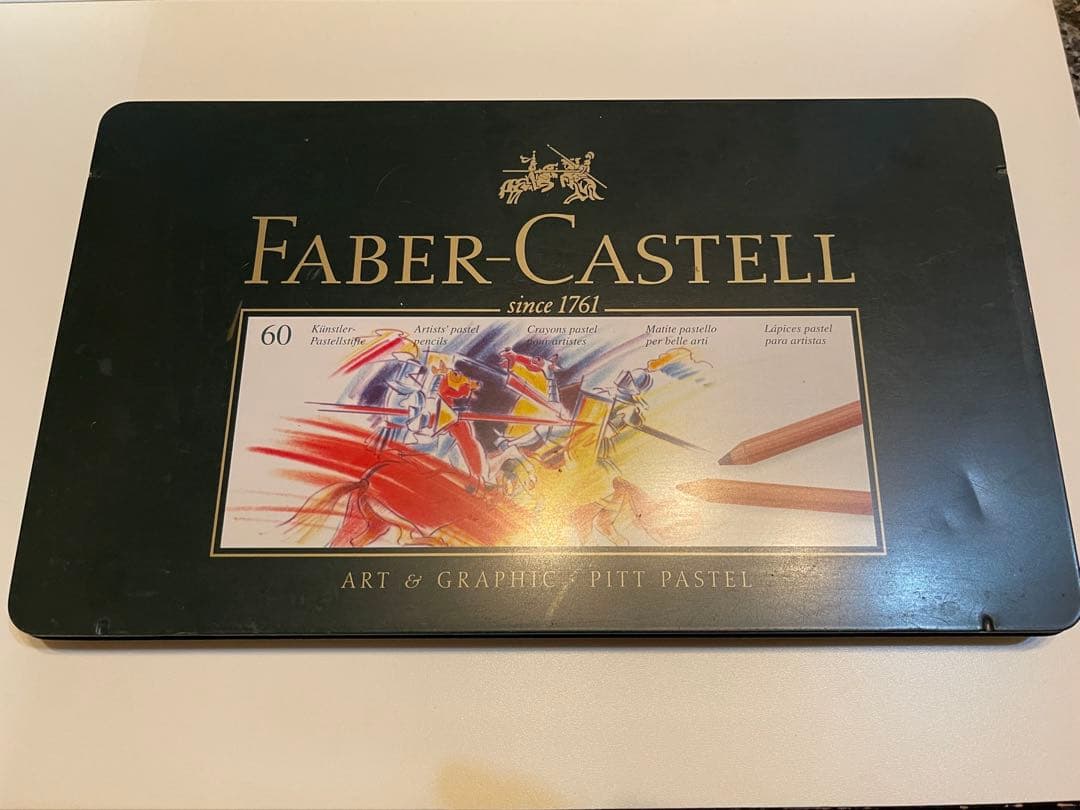 FABER-CASTELL
since 1761
60
Künstler-
Pastellstifte
Artists' pastel
pencils
Crayons pastel
pour artistes
Matite pastello
per belle arti
Lápices pastel
para artistas
ART & GRAPHIC · PITT PASTEL